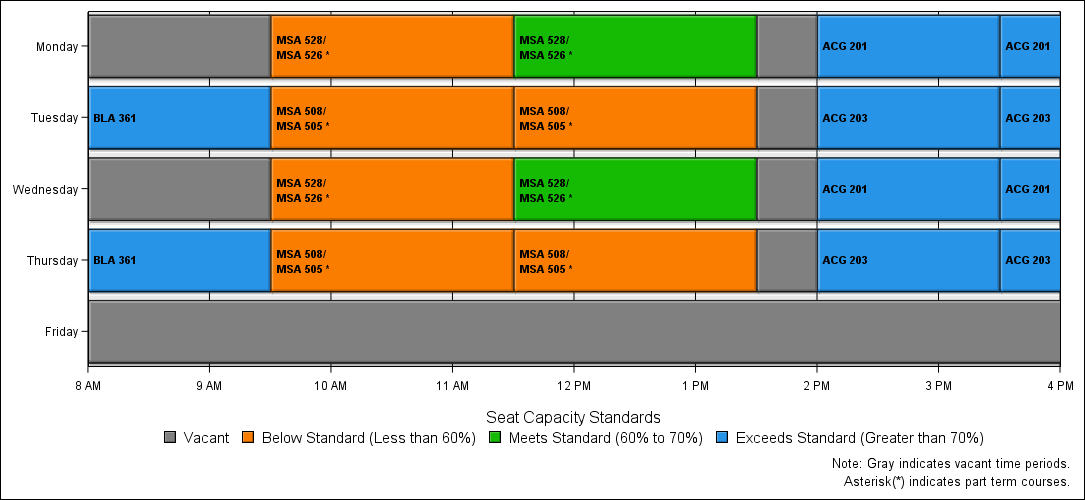 Monday
MSA 528/
MSA 526 *
MSA 528/
MSA 526 *
ACG 201
ACG 201
Tuesday
BLA 361
MSA 508/
MSA 505 *
MSA 508/
MSA 505 *
ACG 203
ACG 203
Wednesday
MSA 528/
MSA 526 *
MSA 528/
MSA 526 *
ACG 201
ACG 201
Thursday
BLA 361
MSA 508/
MSA 505 *
MSA 508/
MSA 505 *
ACG 203
ACG 203
Friday
8 AM 9 AM 10 AM 11 AM 12 PM 1 PM 2 PM 3 PM 4 PM
Seat Capacity Standards
Vacant Below Standard (Less than 60%) Meets Standard (60% to 70%) Exceeds Standard (Greater than 70%)
Note: Gray indicates vacant time periods.
Asterisk(*) indicates part term courses.